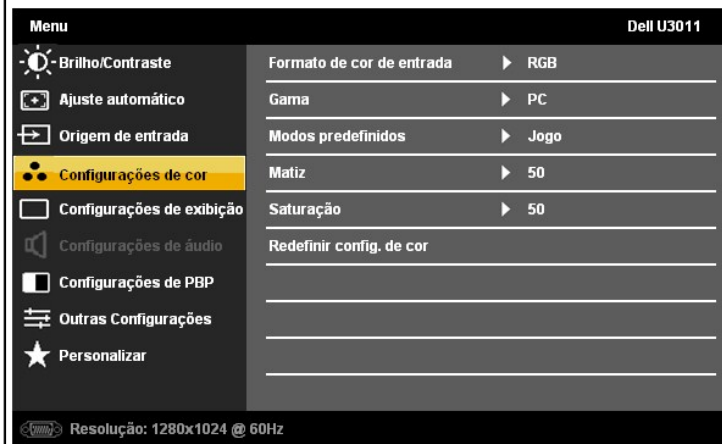 Menu Dell U3011
Brilho/Contraste Formato de cor de entrada RGB
Ajuste automático Gama PC
Origem de entrada Modos predefinidos Jogo
Configurações de cor Matiz 50
Configurações de exibição Saturação 50
Configurações de áudio Redefinir config. de cor
Configurações de PBP
Outras Configurações
Personalizar
Resolução: 1280x1024 @ 60Hz